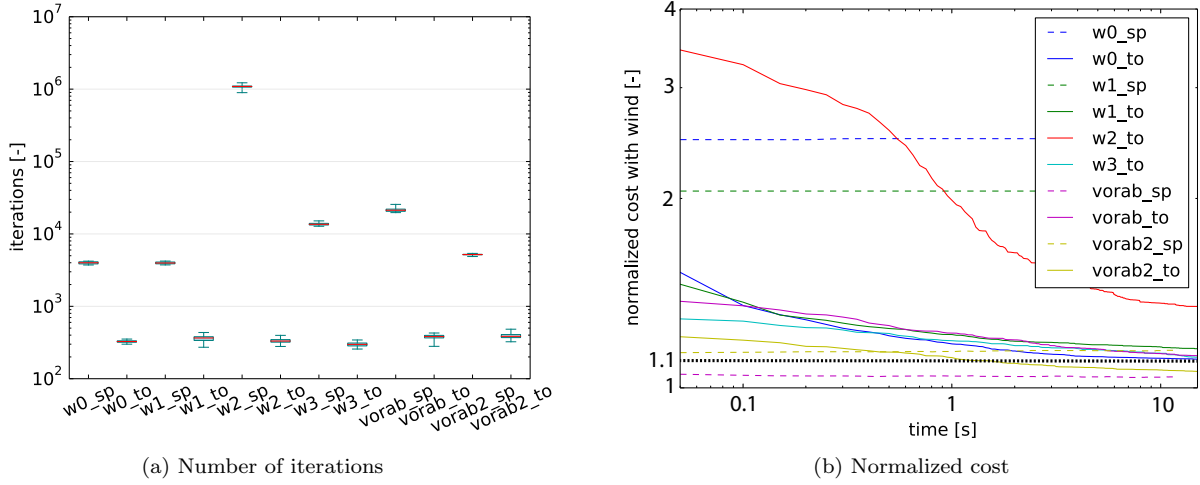 10^7
10^6
10^5
10^4
10^3
10^2
iterations [-]
w0_sp
w0_to
w1_sp
w1_to
w2_sp
w2_to
w3_sp
w3_to
vorab_sp
vorab_to
vorab2_sp
vorab2_to
(a) Number of iterations
4
3
2
1.1
1
normalized cost with wind [-]
0.1
1
10
time [s]
w0_sp
w0_to
w1_sp
w1_to
w2_to
w3_to
vorab_sp
vorab_to
vorab2_sp
vorab2_to
(b) Normalized cost